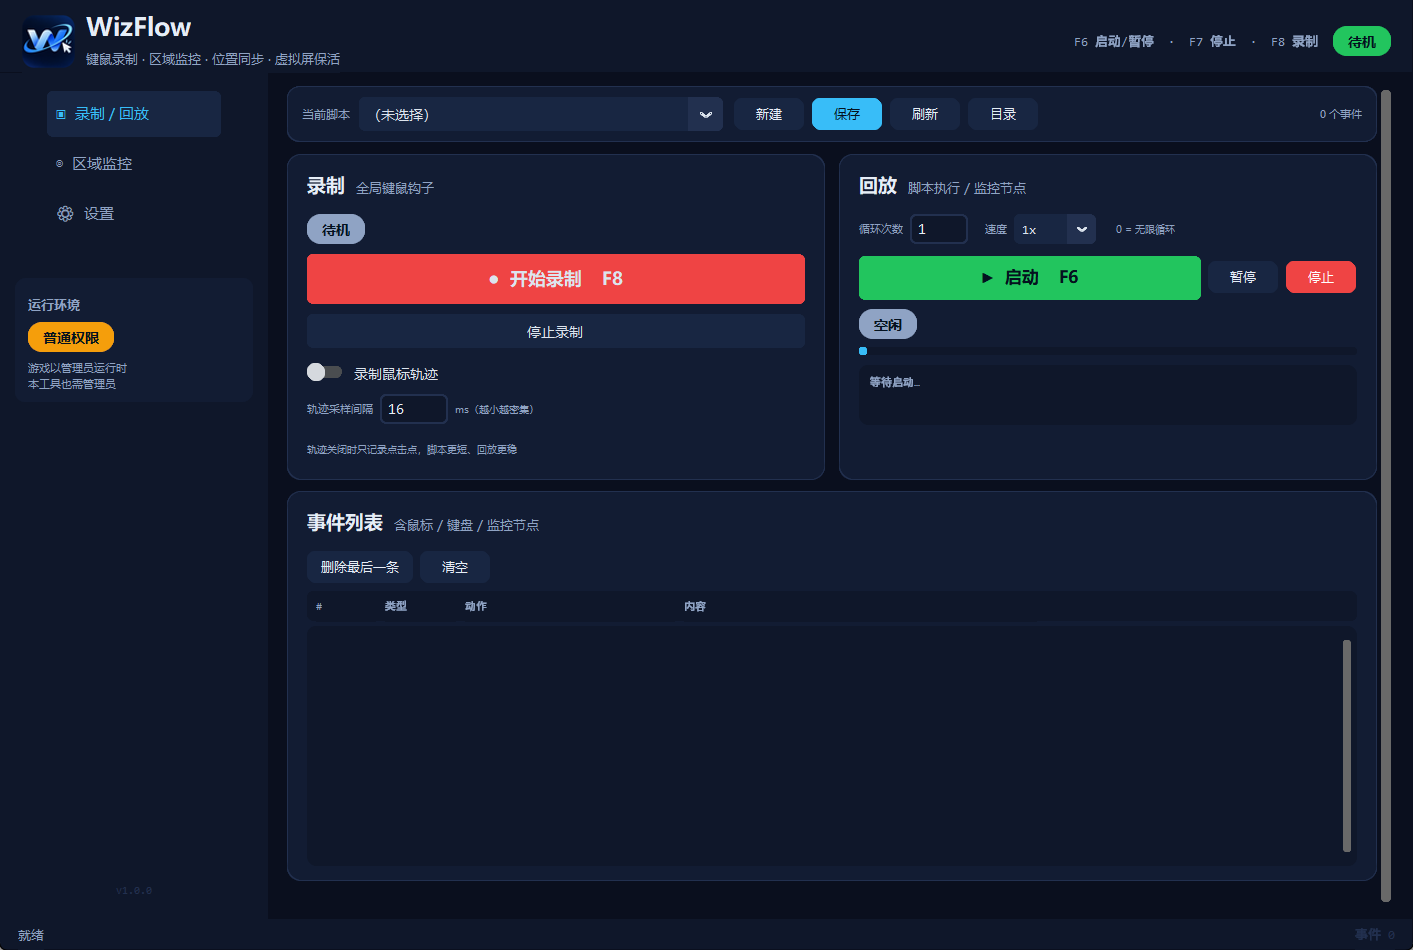 WizFlow
键鼠录制 · 区域监控 · 位置同步 · 虚拟屏保活
F6 启动/暂停 · F7 停止 · F8 录制
待机
录制 / 回放
区域监控
设置
运行环境
普通权限
游戏以管理员运行时
本工具也需管理员
v1.0.0
当前脚本 (未选择) 新建 保存 刷新 目录 0 个事件
录制 全局键鼠钩子
待机
● 开始录制 F8
停止录制
录制鼠标轨迹
轨迹采样间隔 16 ms（越小越密集）
轨迹关闭时只记录点击点，脚本更短、回放更稳
回放 脚本执行 / 监控节点
循环次数 1 速度 1x 0 = 无限循环
► 启动 F6 暂停 停止
空闲
等待启动…
事件列表 含鼠标 / 键盘 / 监控节点
删除最后一条 清空
# 类型 动作 内容
就绪
事件 0